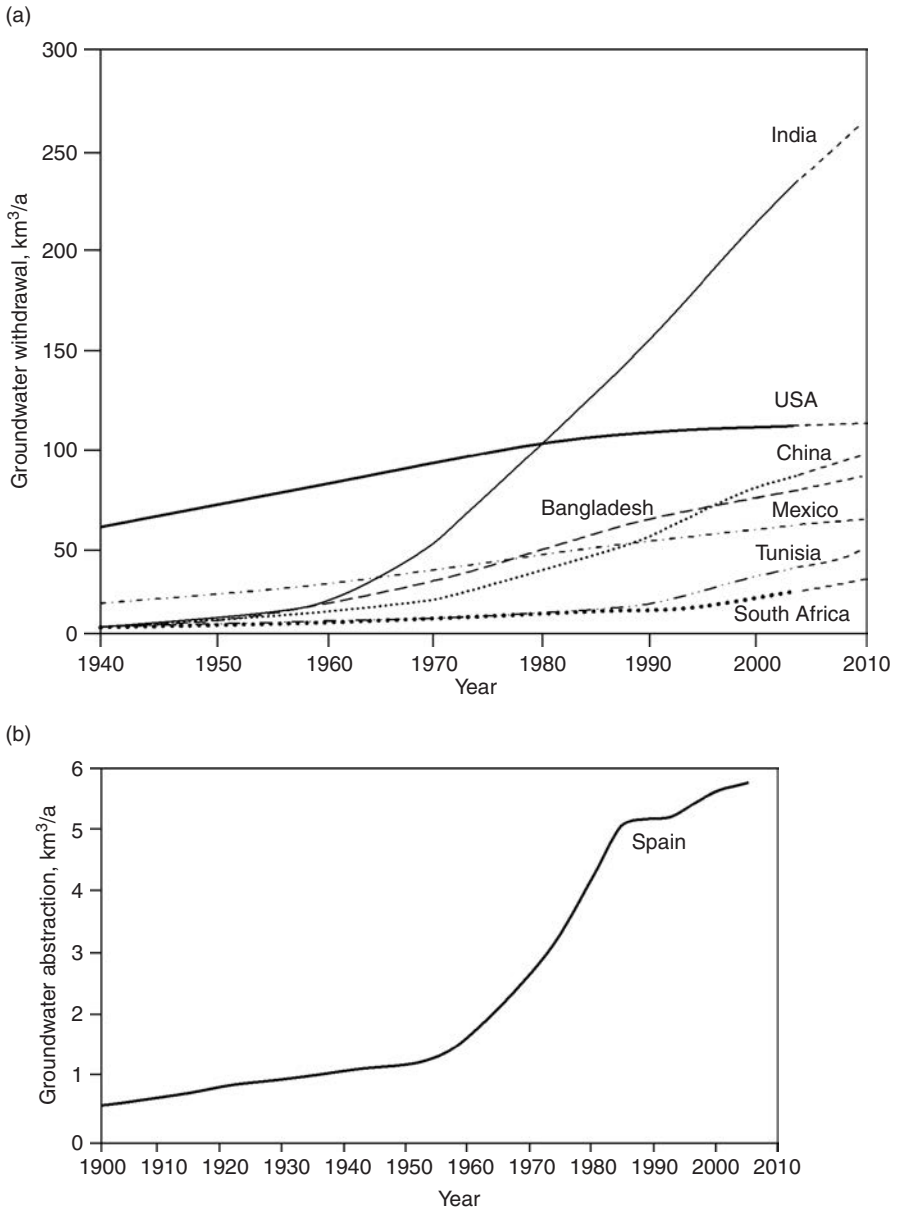 (a)
300
250
200
150
100
50
0
Groundwater withdrawal, km³/a
India
USA
China
Bangladesh
Mexico
Tunisia
South Africa
1940 1950 1960 1970 1980 1990 2000 2010
Year
(b)
6
5
4
3
2
1
0
Groundwater abstraction, km³/a
Spain
1900 1910 1920 1930 1940 1950 1960 1970 1980 1990 2000 2010
Year